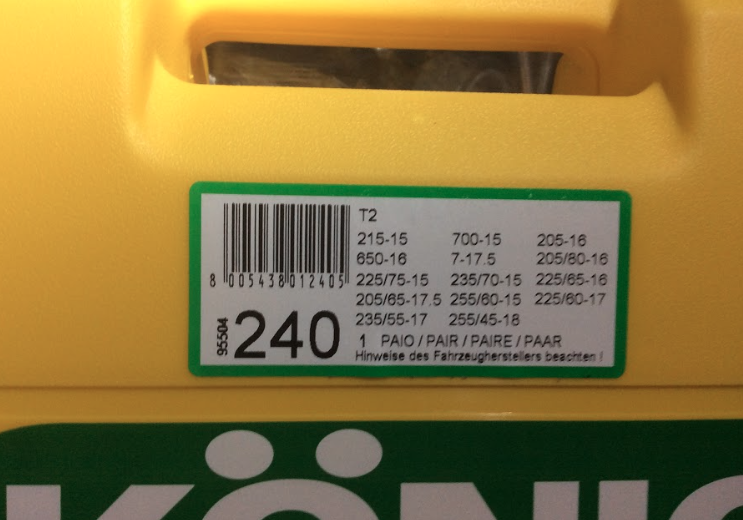 T2
215-15 700-15 205-16
650-16 7-17.5 205/80-16
225/75-15 235/70-15 225/65-16
205/65-17.5 255/60-15 225/60-17
235/55-17 255/45-18
1 PAIO / PAIR / PAIRE / PAAR
Hinweise des Fahrzeugherstellers beachten !
8 005438 012405
95504
240